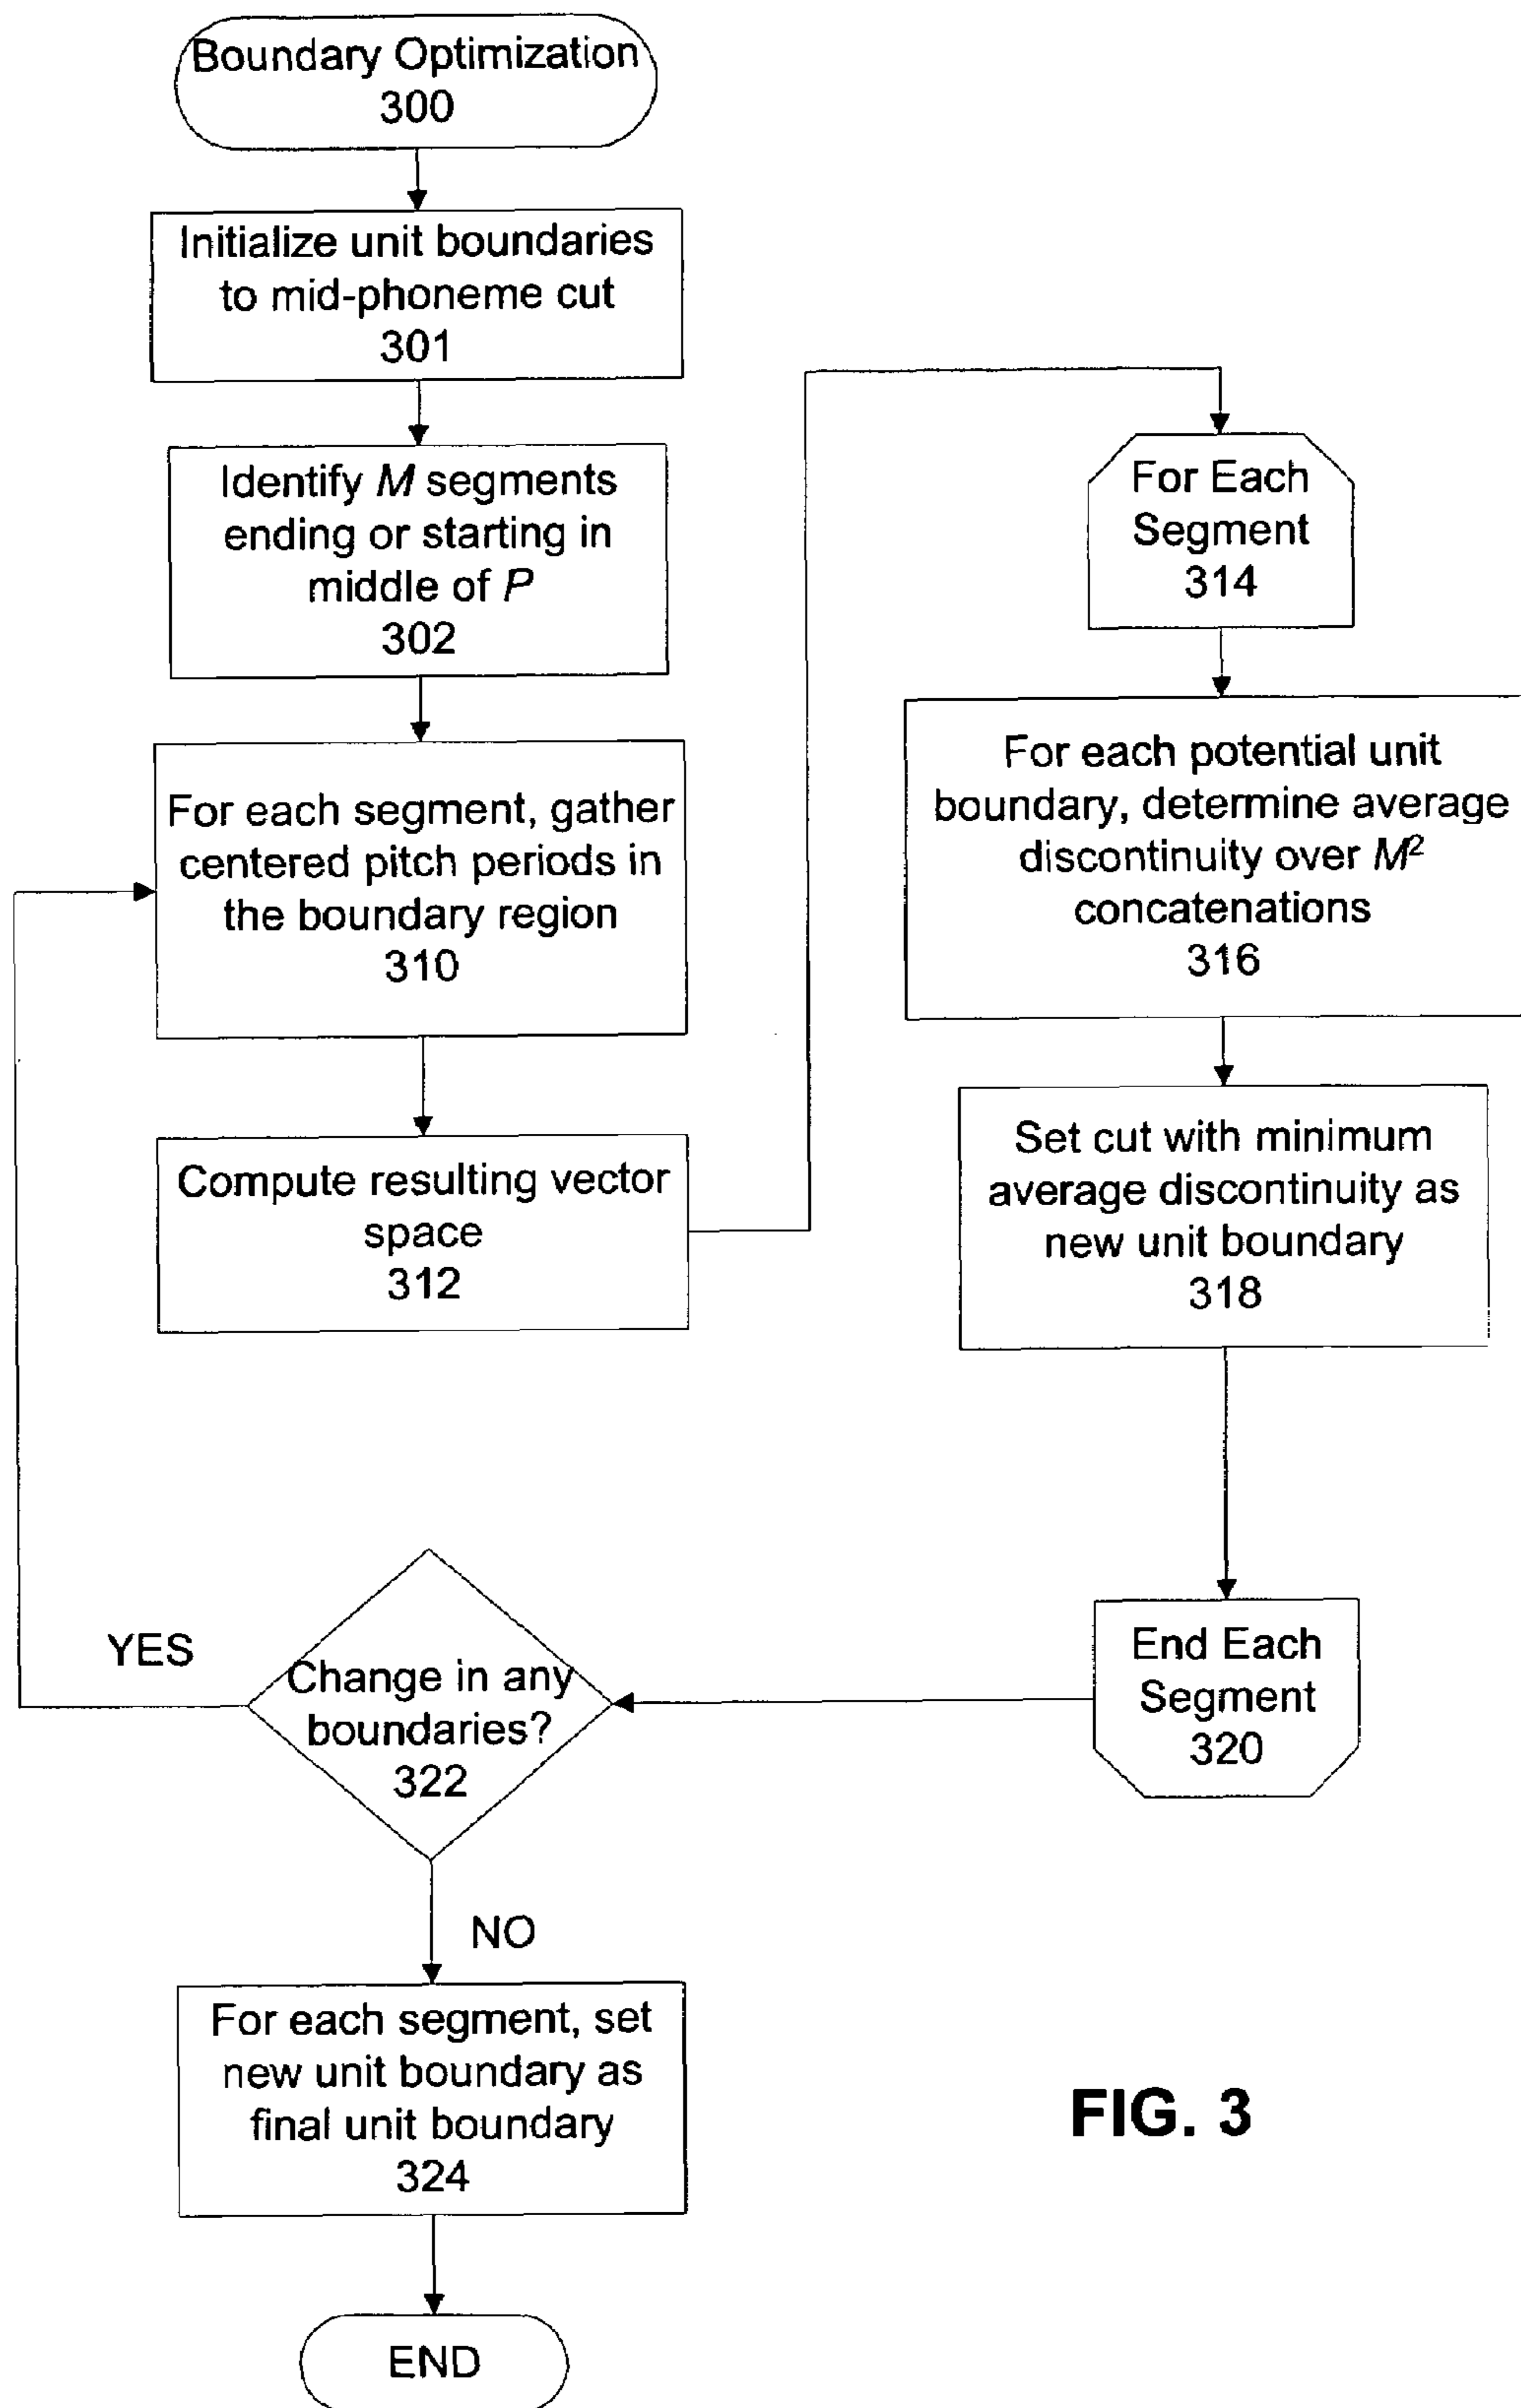 Boundary Optimization
300
Initialize unit boundaries
to mid-phoneme cut
301
Identify M segments
ending or starting in
middle of P
302
For each segment, gather
centered pitch periods in
the boundary region
310
Compute resulting vector
space
312
For Each
Segment
314
For each potential unit
boundary, determine average
discontinuity over M²
concatenations
316
Set cut with minimum
average discontinuity as
new unit boundary
318
End Each
Segment
320
YES
Change in any
boundaries?
322
NO
For each segment, set
new unit boundary as
final unit boundary
324
END
FIG. 3